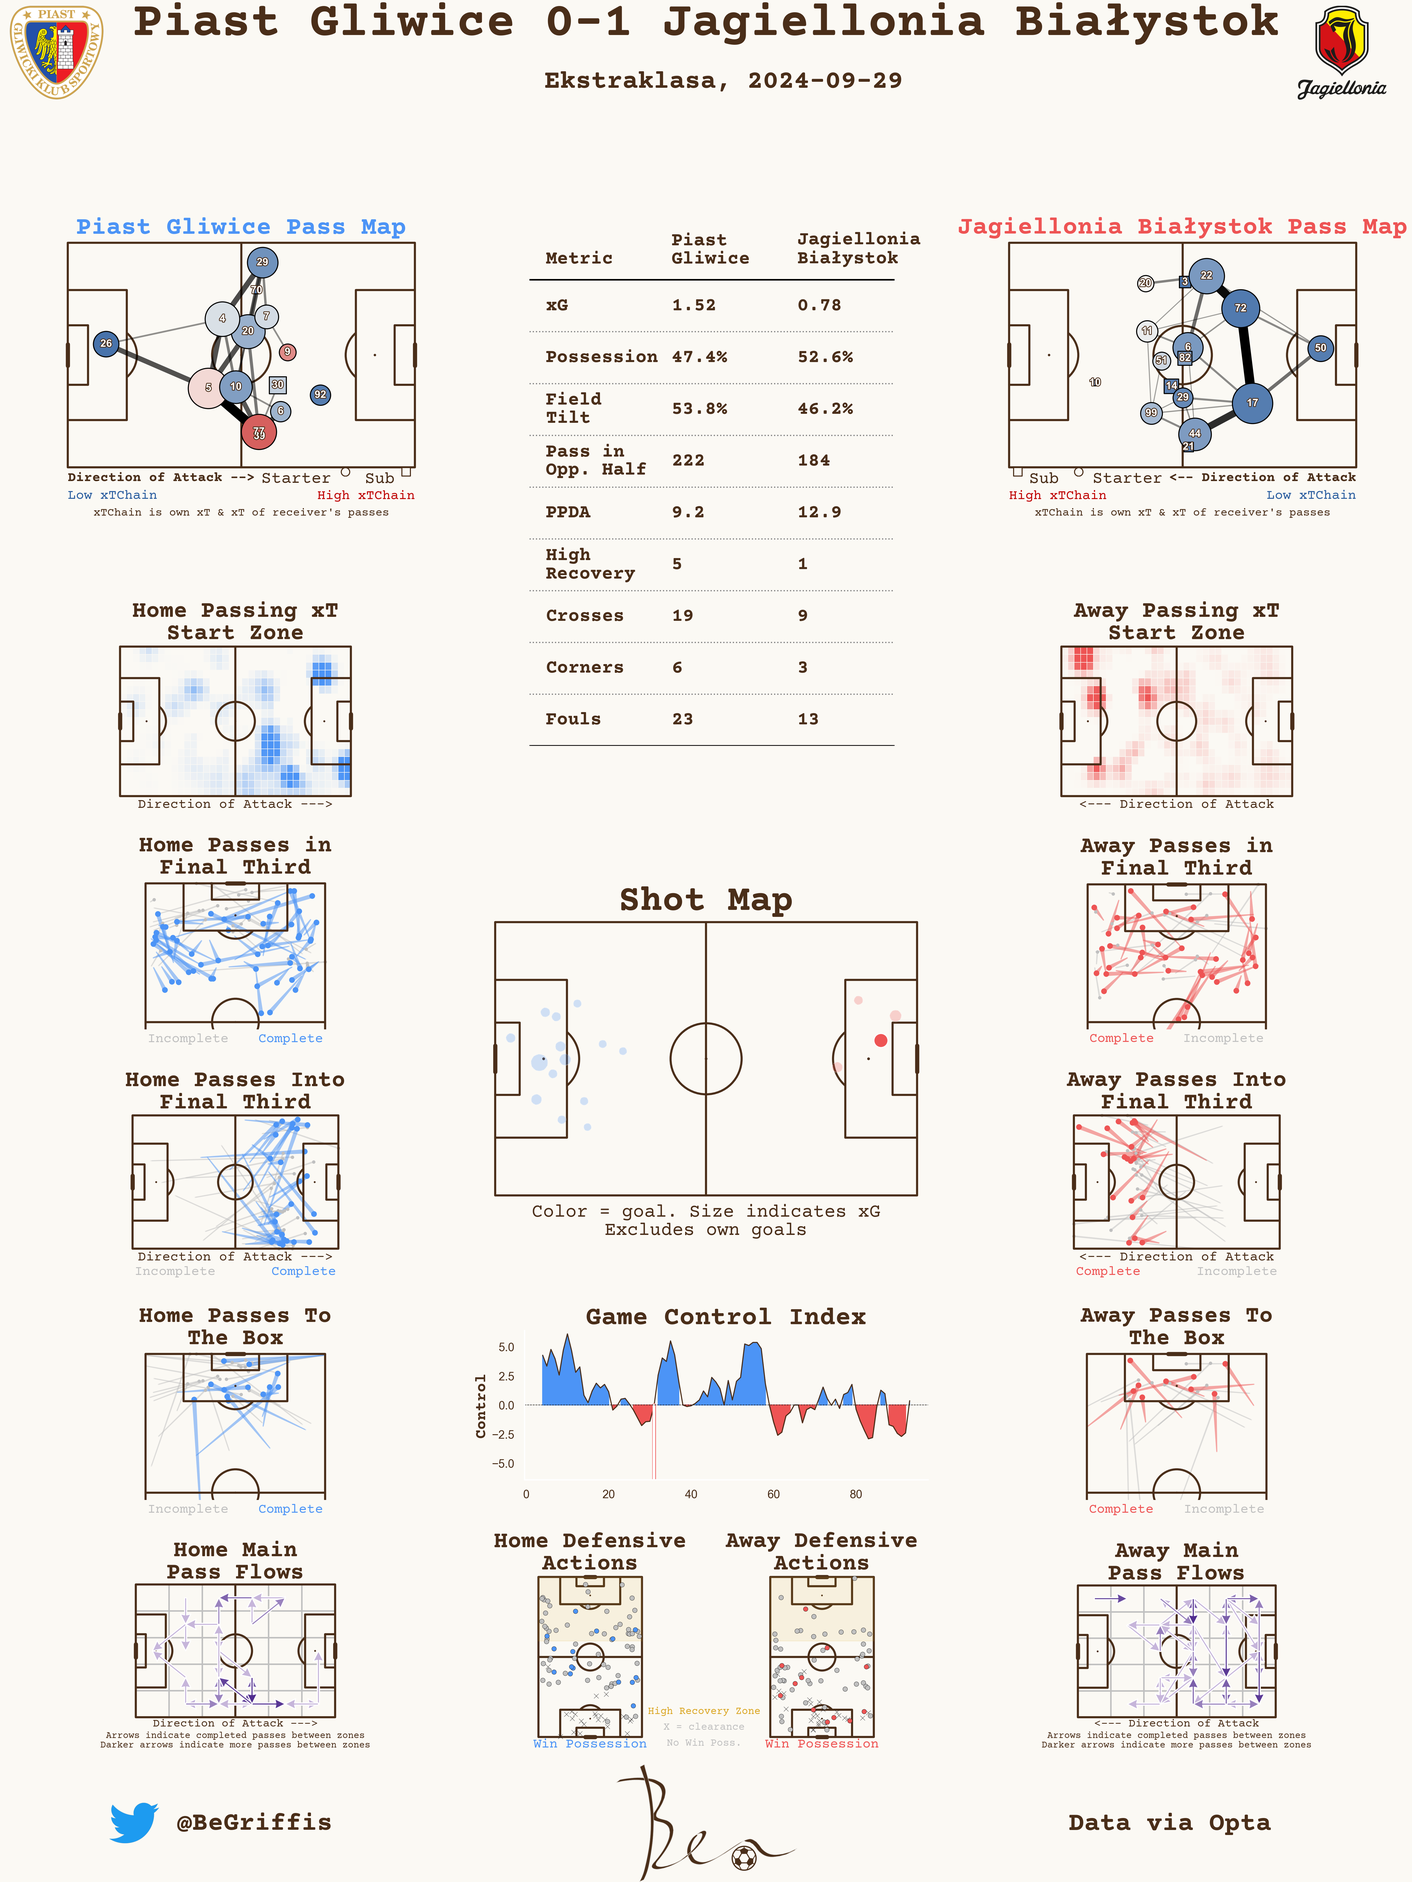 Piast Gliwice 0-1 Jagiellonia Białystok
Ekstraklasa, 2024-09-29
PIAST
GLIWICKI KLUB SPORTOWY
Jagiellonia
Piast Gliwice Pass Map
29
70
4
7
20
26
9
5
10
30
92
6
77
39
Direction of Attack --> Starter Sub
Low xTChain High xTChain
xTChain is own xT & xT of receiver's passes
Metric Piast Gliwice Jagiellonia Białystok
xG 1.52 0.78
Possession 47.4% 52.6%
Field Tilt 53.8% 46.2%
Pass in Opp. Half 222 184
PPDA 9.2 12.9
High Recovery 5 1
Crosses 19 9
Corners 6 3
Fouls 23 13
Jagiellonia Białystok Pass Map
20
3
22
72
11
6
50
51
82
10
14
29
17
99
44
21
Sub Starter <-- Direction of Attack
High xTChain Low xTChain
xTChain is own xT & xT of receiver's passes
Home Passing xT
Start Zone
Direction of Attack --->
Away Passing xT
Start Zone
<--- Direction of Attack
Home Passes in
Final Third
Incomplete Complete
Away Passes in
Final Third
Complete Incomplete
Shot Map
Color = goal. Size indicates xG
Excludes own goals
Home Passes Into
Final Third
Direction of Attack --->
Incomplete Complete
Away Passes Into
Final Third
<--- Direction of Attack
Complete Incomplete
Home Passes To
The Box
Incomplete Complete
Game Control Index
Control
5.0
2.5
0.0
−2.5
−5.0
0 20 40 60 80
Away Passes To
The Box
Complete Incomplete
Home Main
Pass Flows
Direction of Attack --->
Arrows indicate completed passes between zones
Darker arrows indicate more passes between zones
Home Defensive
Actions
Win Possession
High Recovery Zone
X = clearance
No Win Poss.
Away Defensive
Actions
Win Possession
Away Main
Pass Flows
<--- Direction of Attack
Arrows indicate completed passes between zones
Darker arrows indicate more passes between zones
@BeGriffis
Ben
Data via Opta